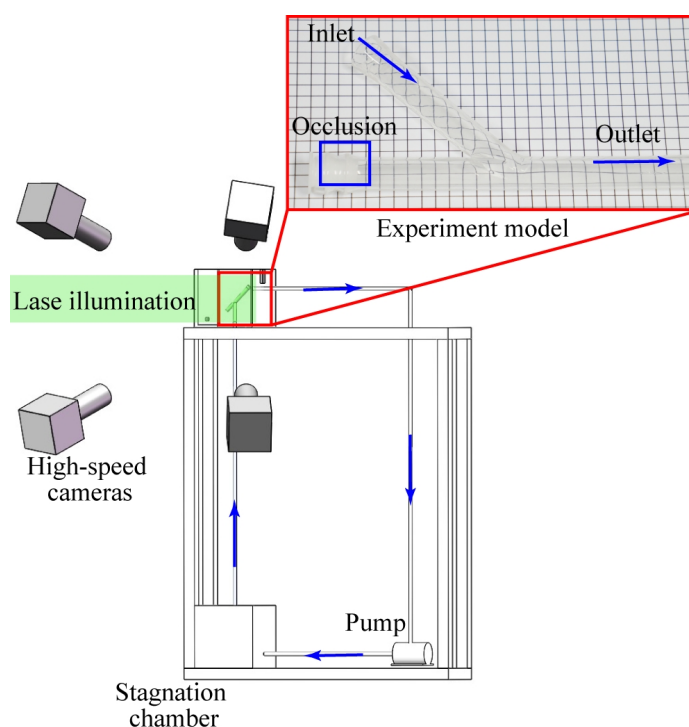 Inlet
Occlusion
Outlet
Experiment model
Lase illumination
High-speed
cameras
Pump
Stagnation
chamber